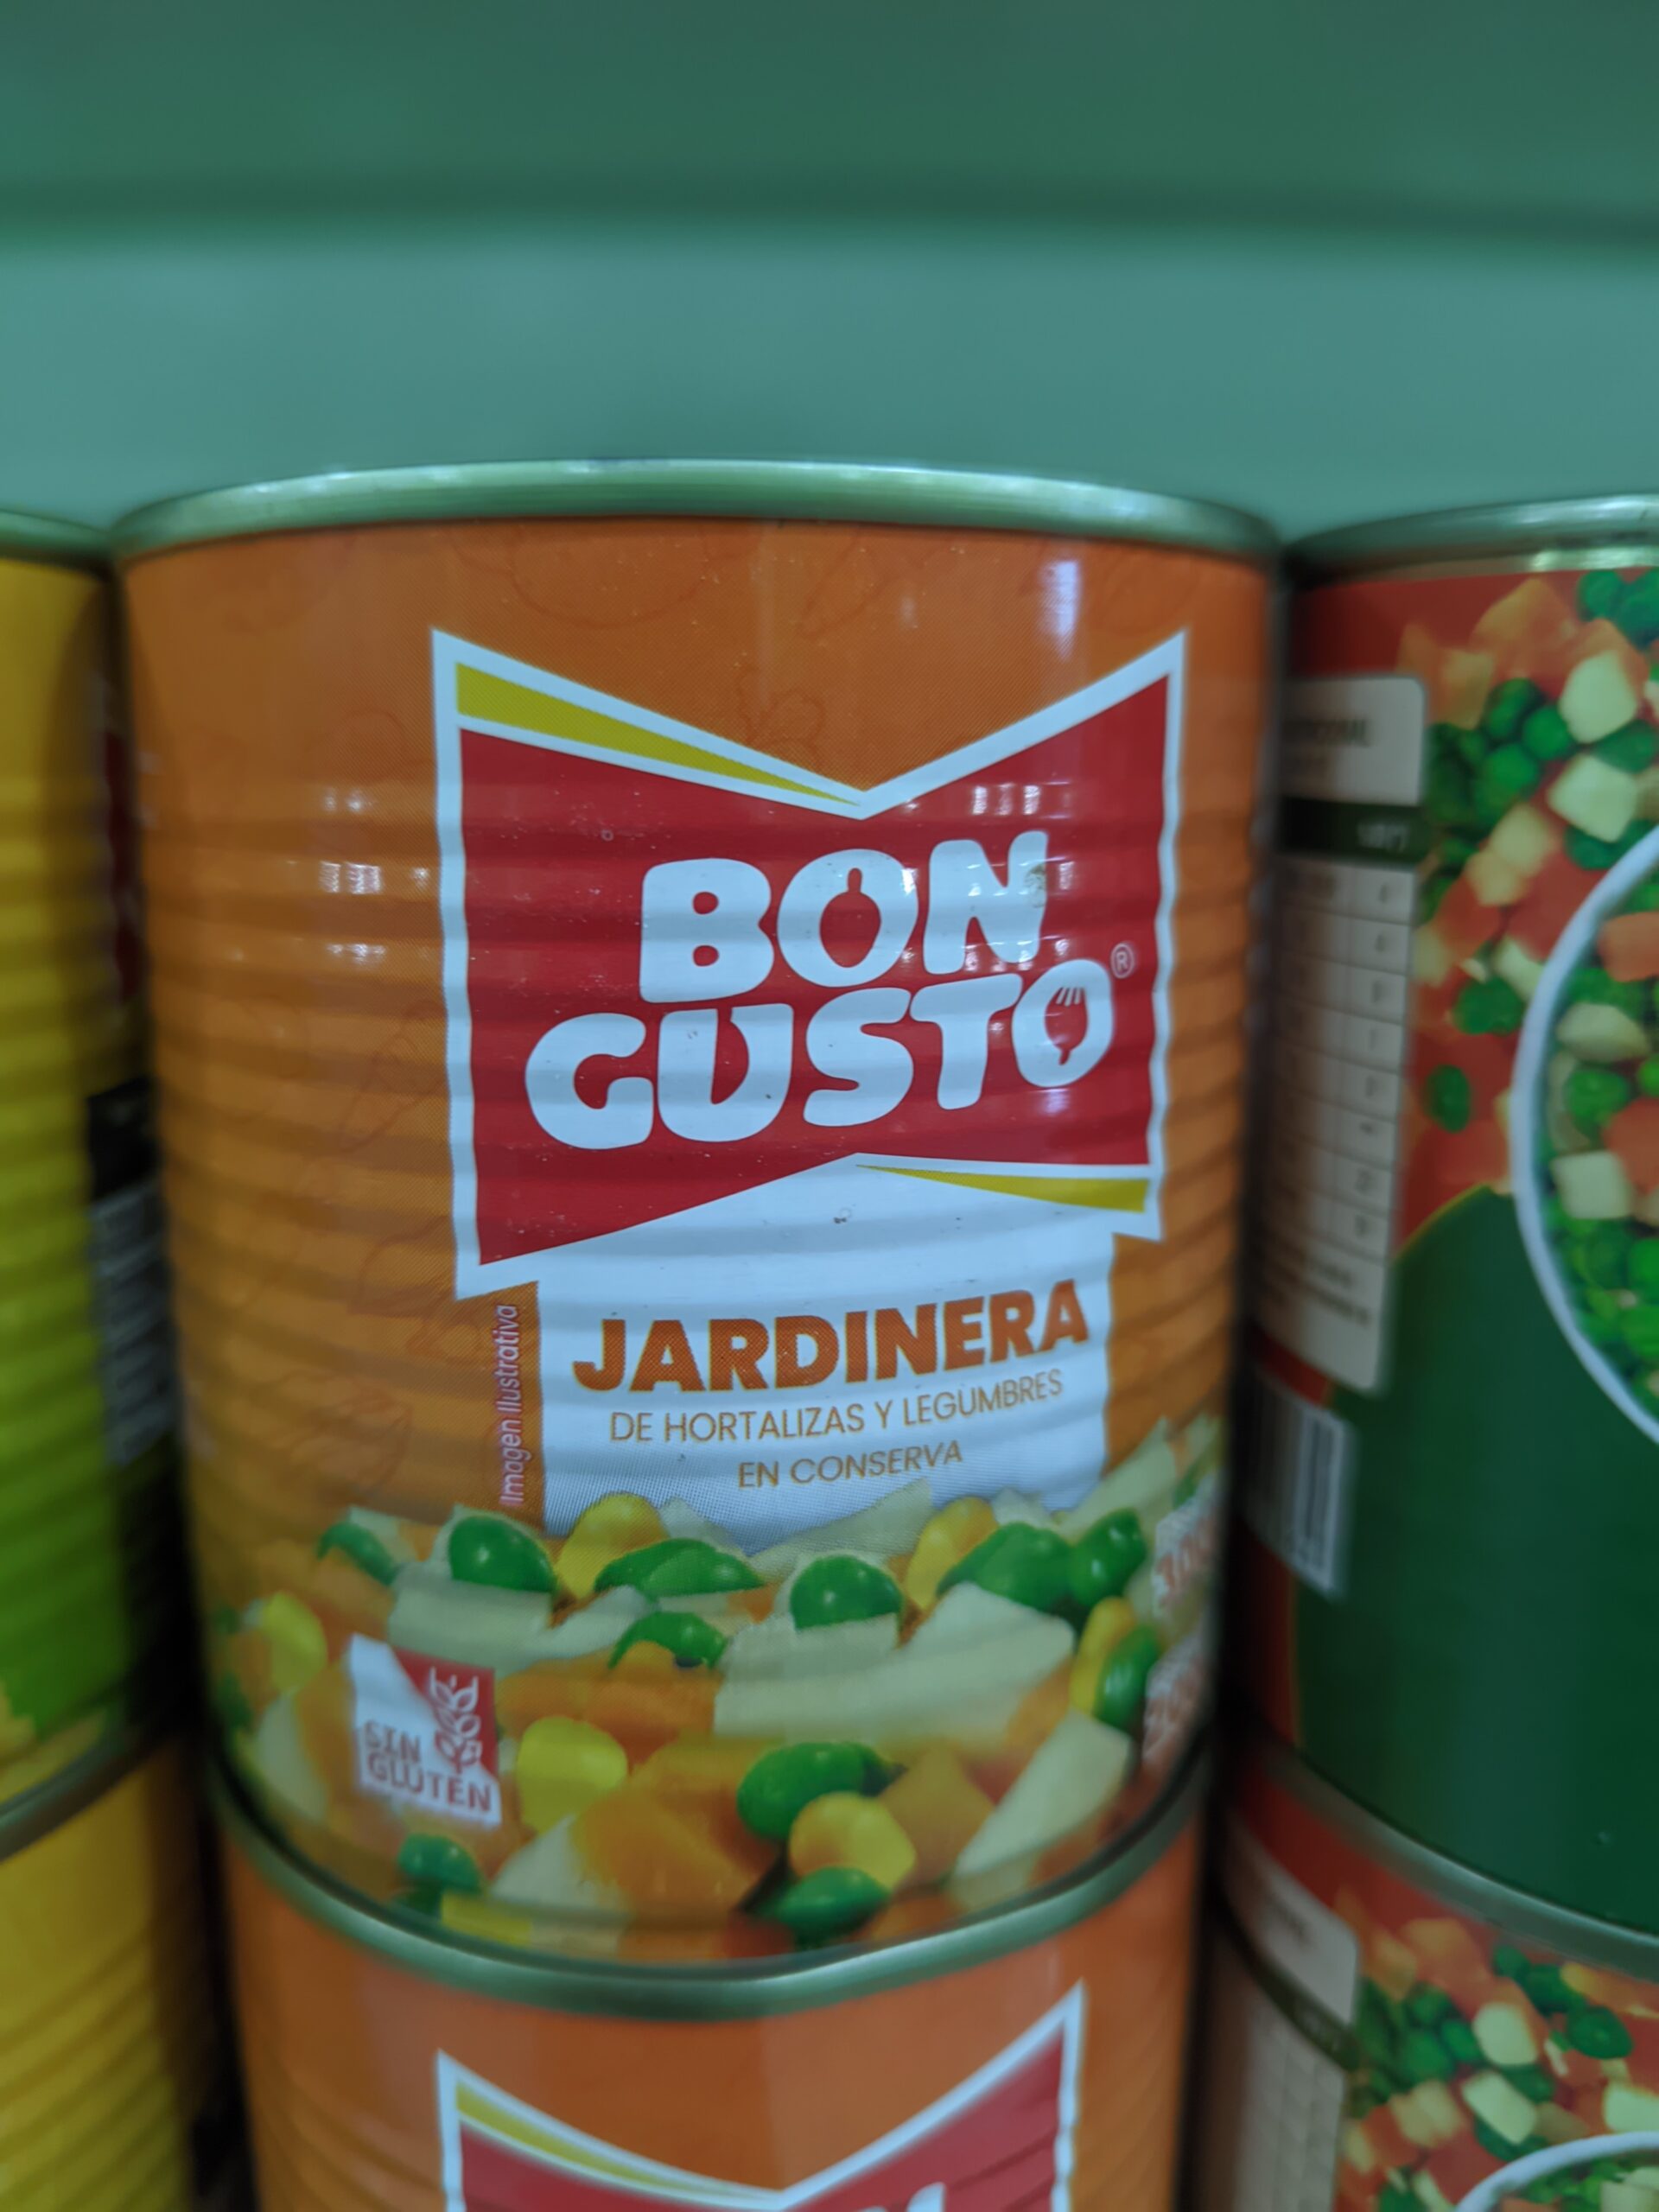 BON
GUSTO®
JARDINERA
DE HORTALIZAS Y LEGUMBRES
EN CONSERVA
Imagen ilustrativa
SIN
GLUTEN